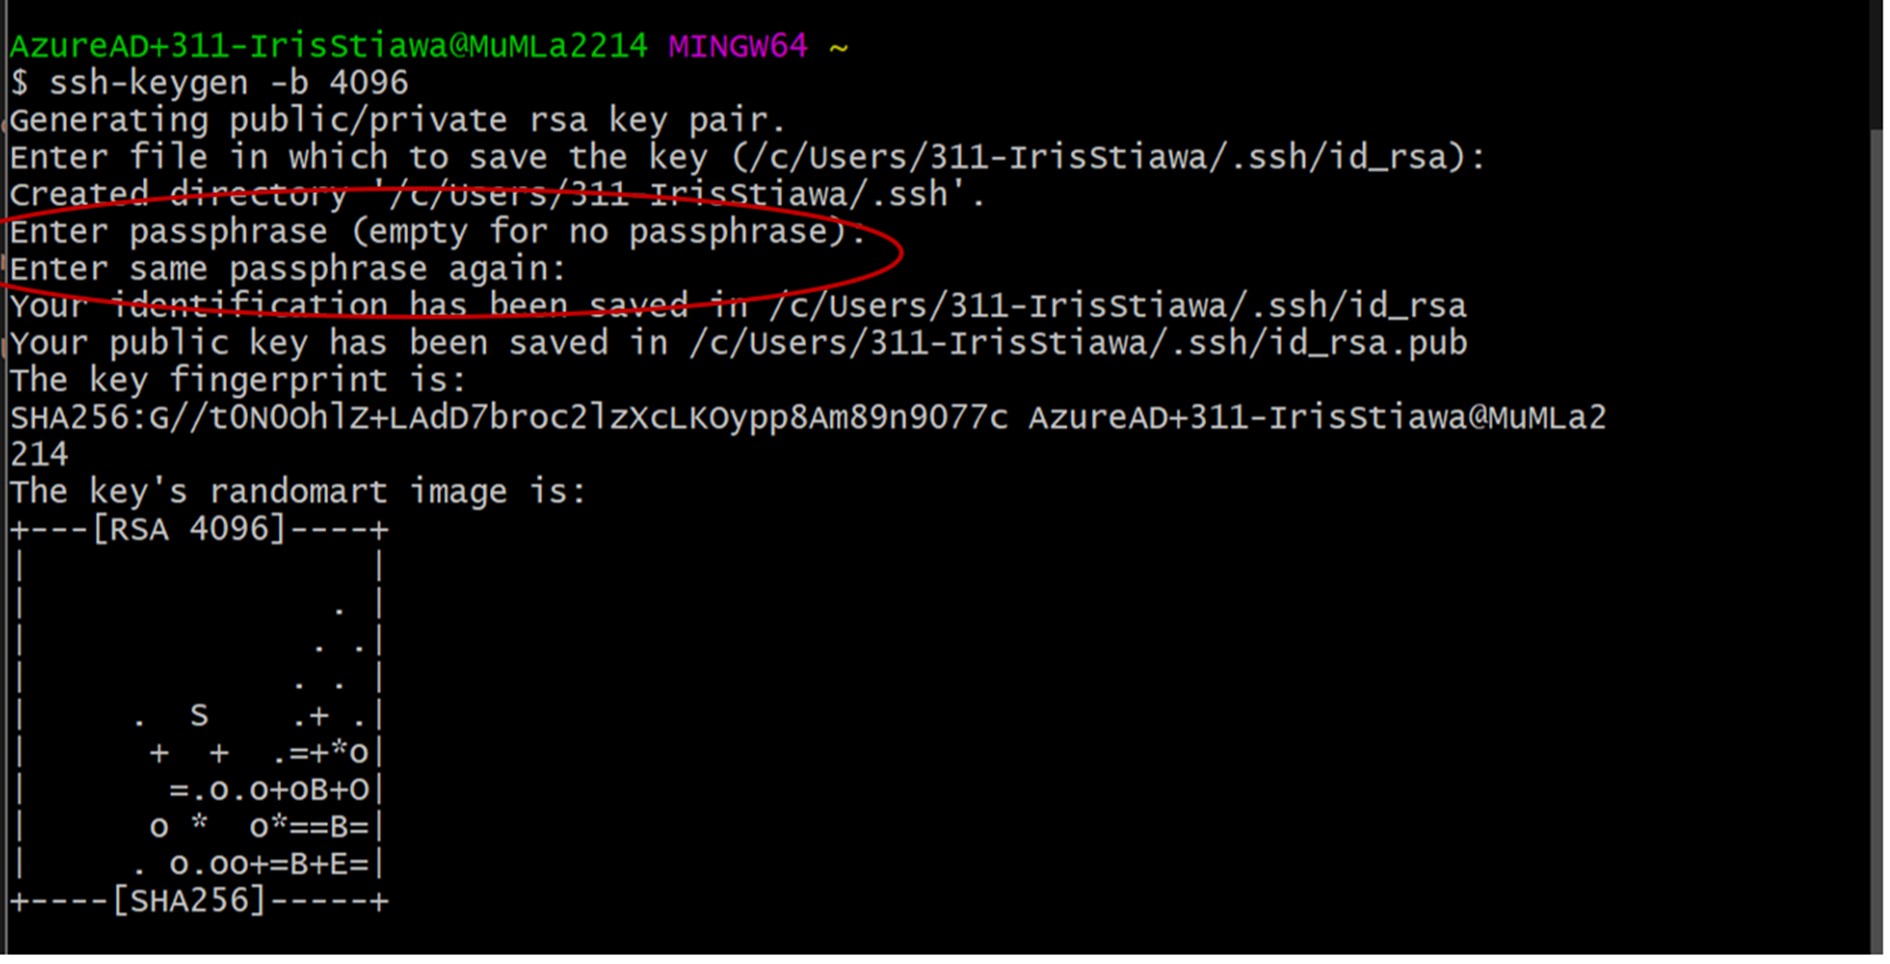 AzureAD+311-IrisStiawa@MuMLa2214 MINGW64 ~
$ ssh-keygen -b 4096
Generating public/private rsa key pair.
Enter file in which to save the key (/c/Users/311-IrisStiawa/.ssh/id_rsa):
Created directory '/c/Users/311-IrisStiawa/.ssh'.
Enter passphrase (empty for no passphrase):
Enter same passphrase again:
Your identification has been saved in /c/Users/311-IrisStiawa/.ssh/id_rsa
Your public key has been saved in /c/Users/311-IrisStiawa/.ssh/id_rsa.pub
The key fingerprint is:
SHA256:G//tONOOhlZ+LAdD7broc2lzXcLKOypp8Am89n9O77c AzureAD+311-IrisStiawa@MuMLa2
214
The key's randomart image is:
+---[RSA 4096]----+
|                 |
|               . |
|              . .|
|             . . |
|     .  S    .+ .|
|      +  +  .=+*o|
|       =.o.o+oB+O|
|      o *  o*==B=|
|     . o.oo+=B+E=|
+----[SHA256]-----+